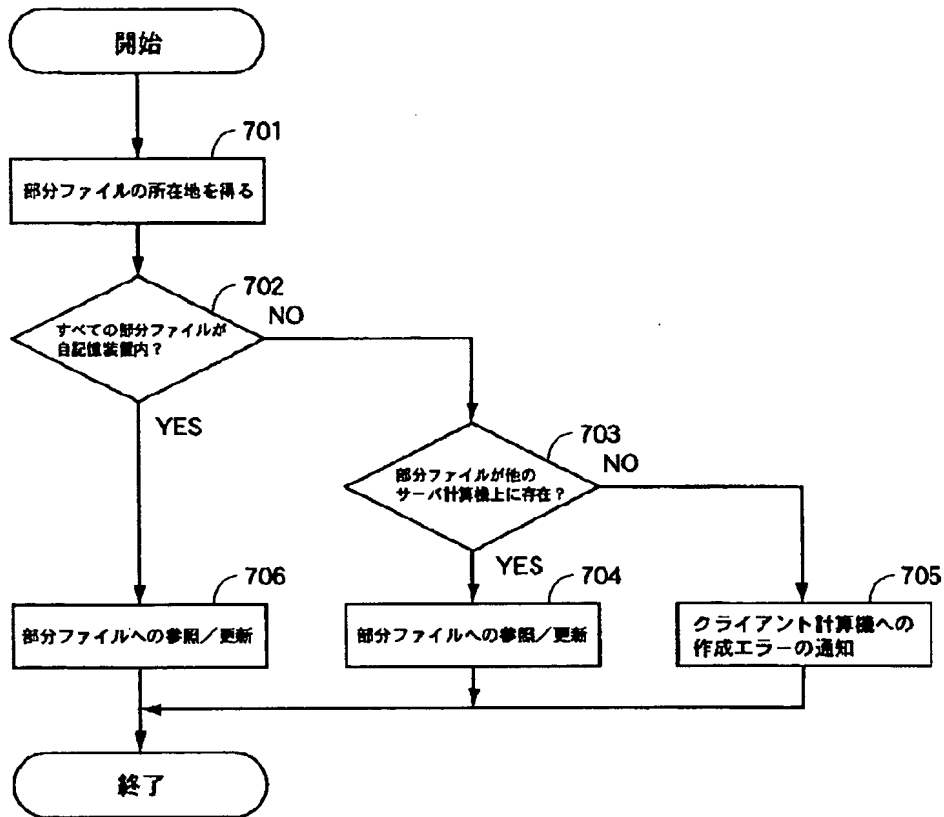 開始
701
部分ファイルの所在地を得る
702
すべての部分ファイルが
自記憶装置内?
NO
YES
703
部分ファイルが他の
サーバ計算機上に存在?
NO
YES
706
部分ファイルへの参照/更新
704
部分ファイルへの参照/更新
705
クライアント計算機への
作成エラーの通知
終了